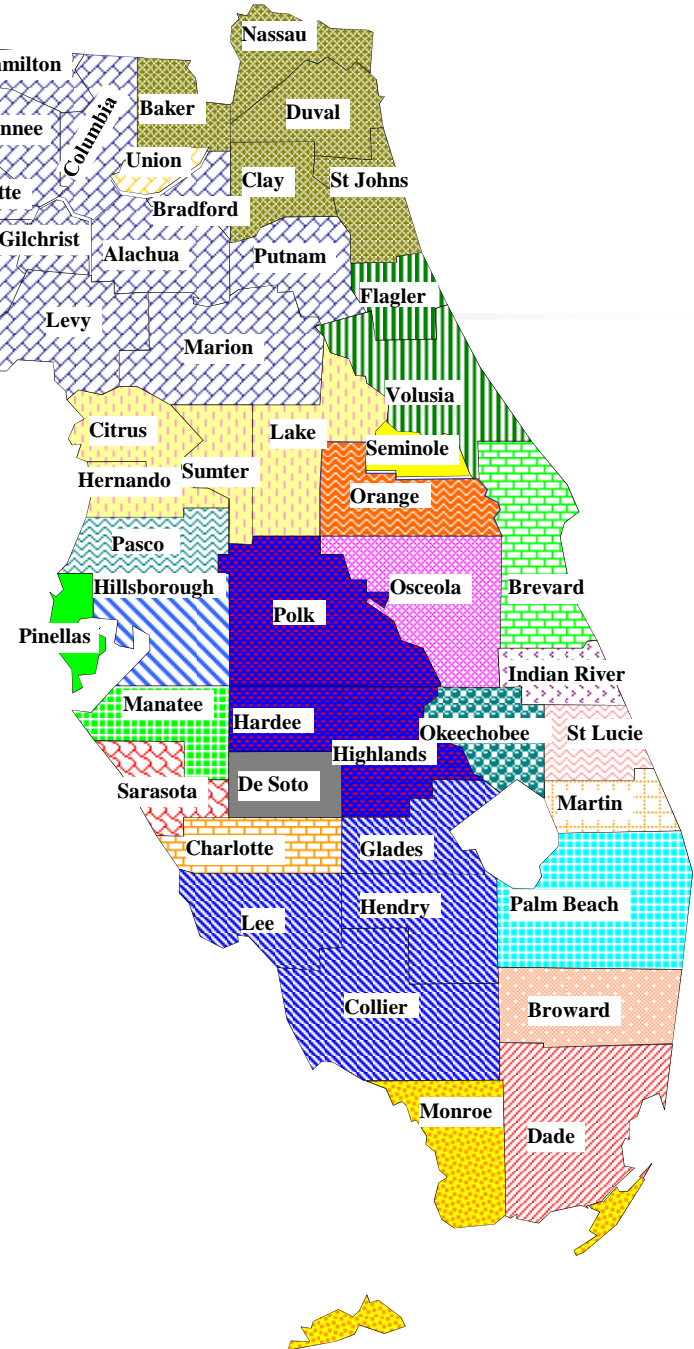 Nassau
milton
Baker
Duval
nnee
Columbia
Union
Clay
St Johns
tte
Bradford
Gilchrist
Alachua
Putnam
Flagler
Levy
Marion
Volusia
Citrus
Lake
Seminole
Hernando
Sumter
Orange
Pasco
Hillsborough
Osceola
Brevard
Polk
Pinellas
Indian River
Manatee
Hardee
Okeechobee
St Lucie
Highlands
De Soto
Sarasota
Martin
Charlotte
Glades
Hendry
Palm Beach
Lee
Collier
Broward
Monroe
Dade